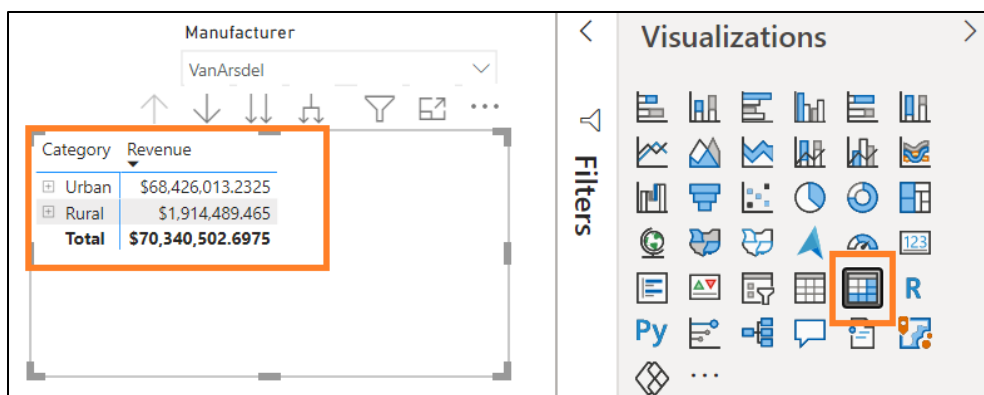 Manufacturer
VanArsdel
Category Revenue
Urban $68,426,013.2325
Rural $1,914,489.465
Total $70,340,502.6975
Filters
Visualizations
123
R
Py